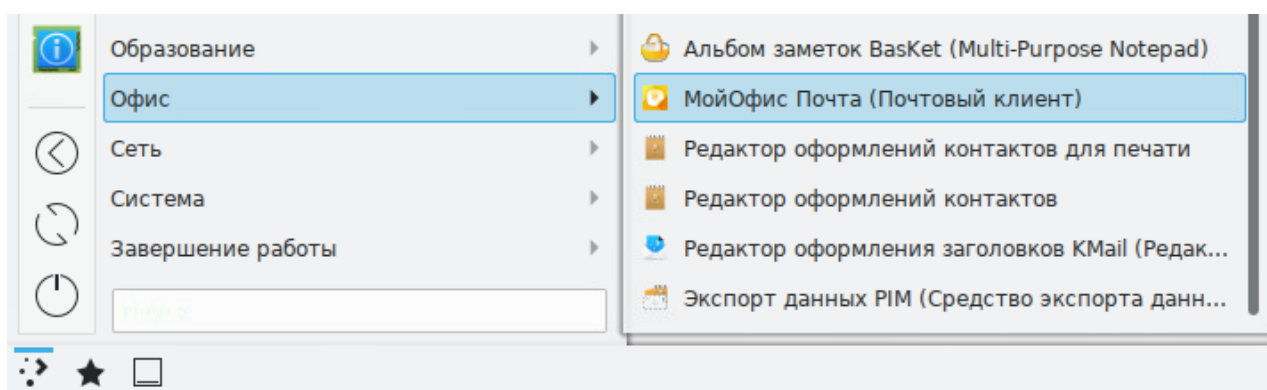 Образование
Офис
Сеть
Система
Завершение работы
Альбом заметок BasKet (Multi-Purpose Notepad)
МойОфис Почта (Почтовый клиент)
Редактор оформлений контактов для печати
Редактор оформлений контактов
Редактор оформления заголовков KMail (Редак...
Экспорт данных PIM (Средство экспорта данн...